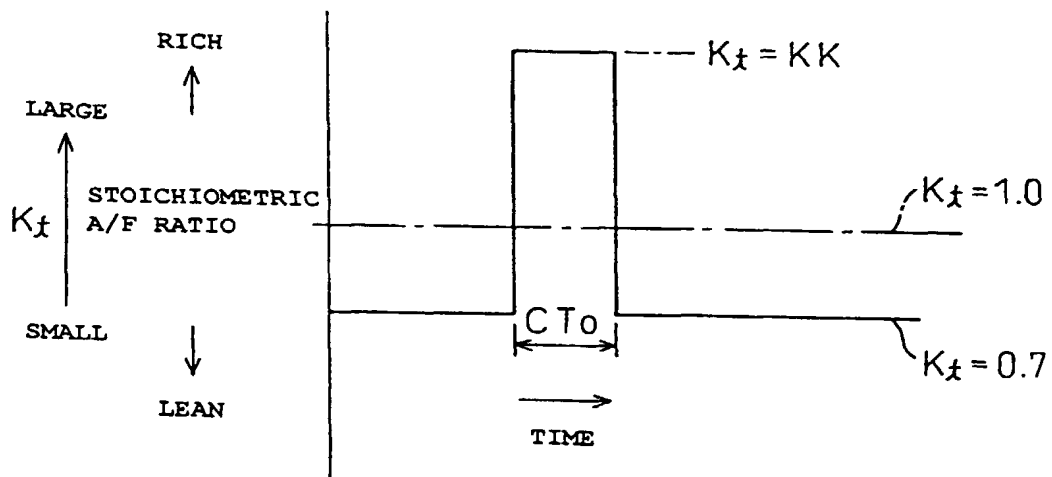 RICH
Kt = KK
LARGE
STOICHIOMETRIC
A/F RATIO
Kt
Kt = 1.0
SMALL
CTo
Kt = 0.7
LEAN
TIME